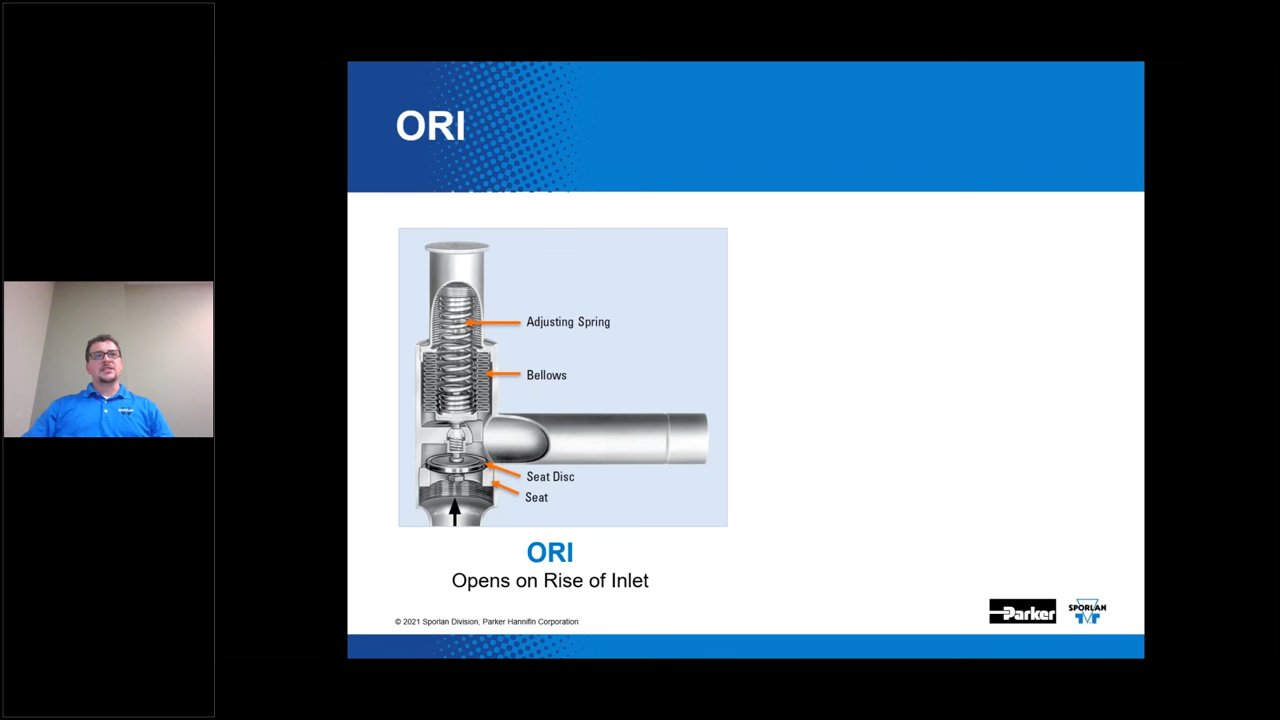 ORI
Adjusting Spring
Bellows
Seat Disc
Seat
ORI
Opens on Rise of Inlet
© 2021 Sporlan Division, Parker Hannifin Corporation
Parker
SPORLAN